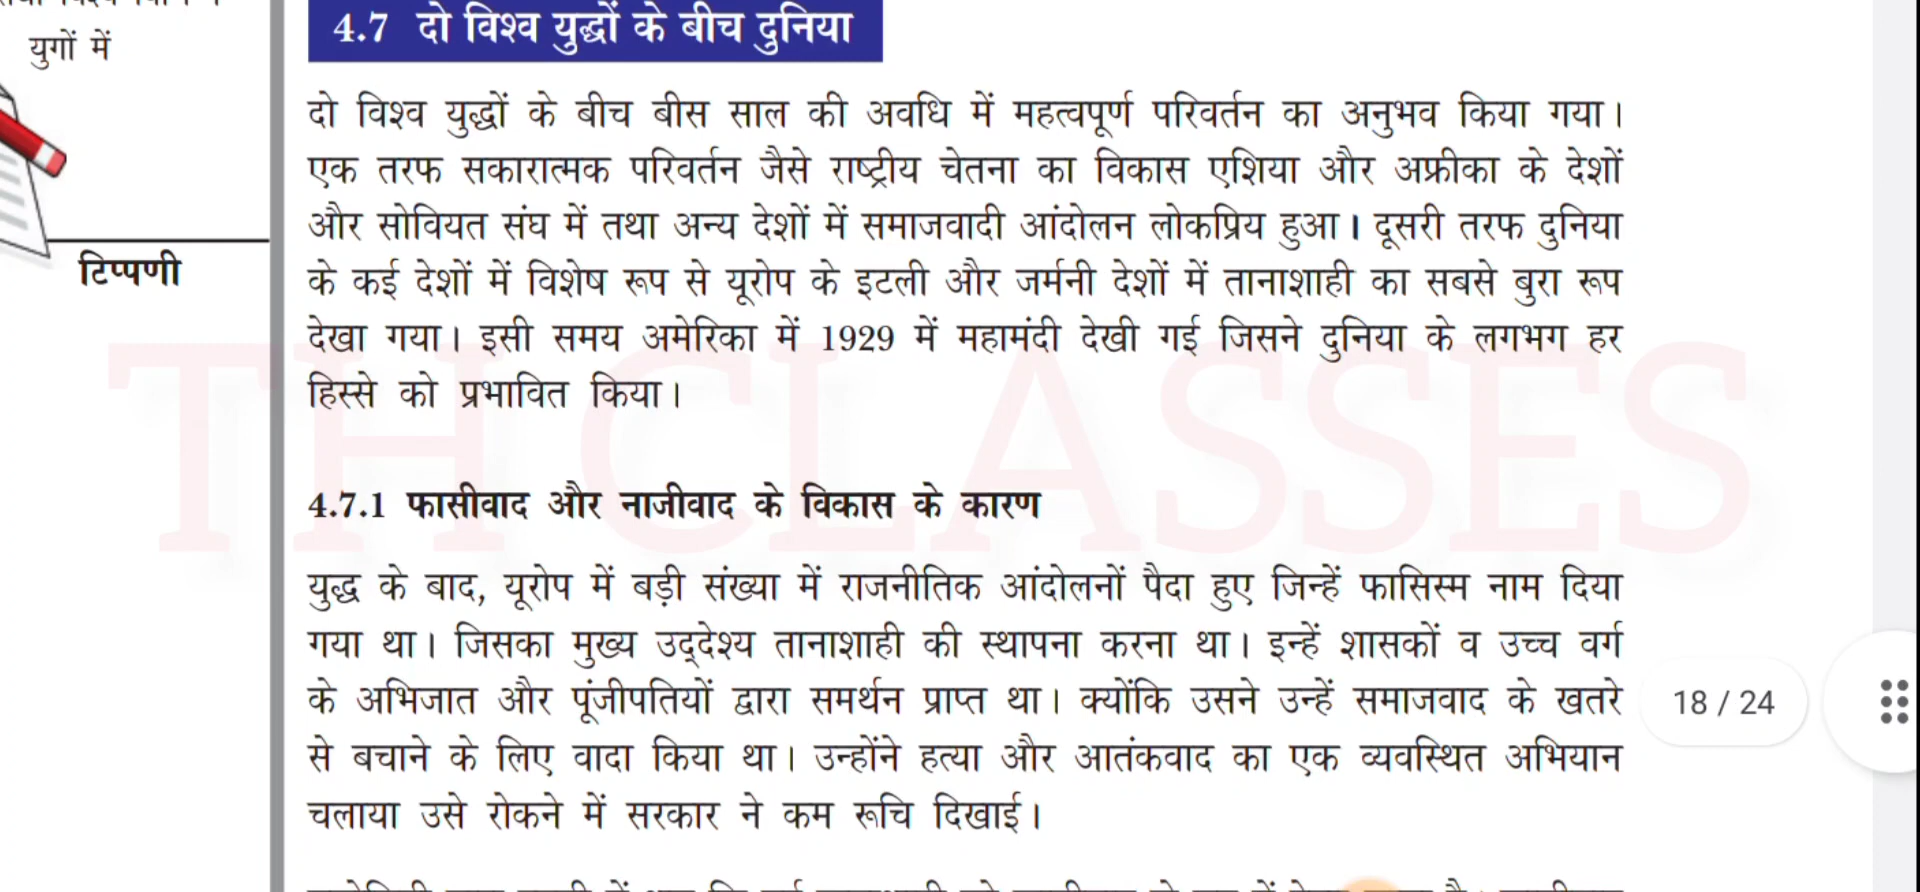 युगों में
टिप्पणी
4.7 दो विश्व युद्धों के बीच दुनिया
दो विश्व युद्धों के बीच बीस साल की अवधि में महत्वपूर्ण परिवर्तन का अनुभव किया गया।
एक तरफ सकारात्मक परिवर्तन जैसे राष्ट्रीय चेतना का विकास एशिया और अफ्रीका के देशों
और सोवियत संघ में तथा अन्य देशों में समाजवादी आंदोलन लोकप्रिय हुआ। दूसरी तरफ दुनिया
के कई देशों में विशेष रूप से यूरोप के इटली और जर्मनी देशों में तानाशाही का सबसे बुरा रूप
देखा गया। इसी समय अमेरिका में 1929 में महामंदी देखी गई जिसने दुनिया के लगभग हर
हिस्से को प्रभावित किया।
TH CLASSES
4.7.1 फासीवाद और नाजीवाद के विकास के कारण
युद्ध के बाद, यूरोप में बड़ी संख्या में राजनीतिक आंदोलनों पैदा हुए जिन्हें फासिस्म नाम दिया
गया था। जिसका मुख्य उद्देश्य तानाशाही की स्थापना करना था। इन्हें शासकों व उच्च वर्ग
के अभिजात और पूंजीपतियों द्वारा समर्थन प्राप्त था। क्योंकि उसने उन्हें समाजवाद के खतरे
से बचाने के लिए वादा किया था। उन्होंने हत्या और आतंकवाद का एक व्यवस्थित अभियान
चलाया उसे रोकने में सरकार ने कम रूचि दिखाई।
18 / 24